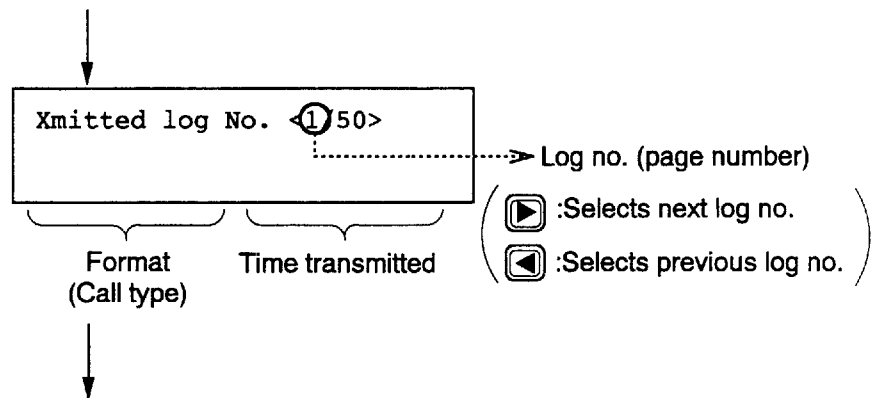 Xmitted log No. <1/50>
Log no. (page number)
:Selects next log no.
:Selects previous log no.
Format
(Call type)
Time transmitted